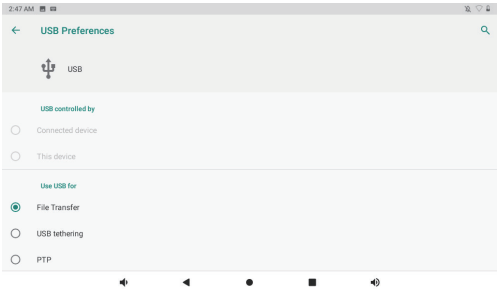 2:47 AM
USB Preferences
USB
USB controlled by
Connected device
This device
Use USB for
File Transfer
USB tethering
PTP